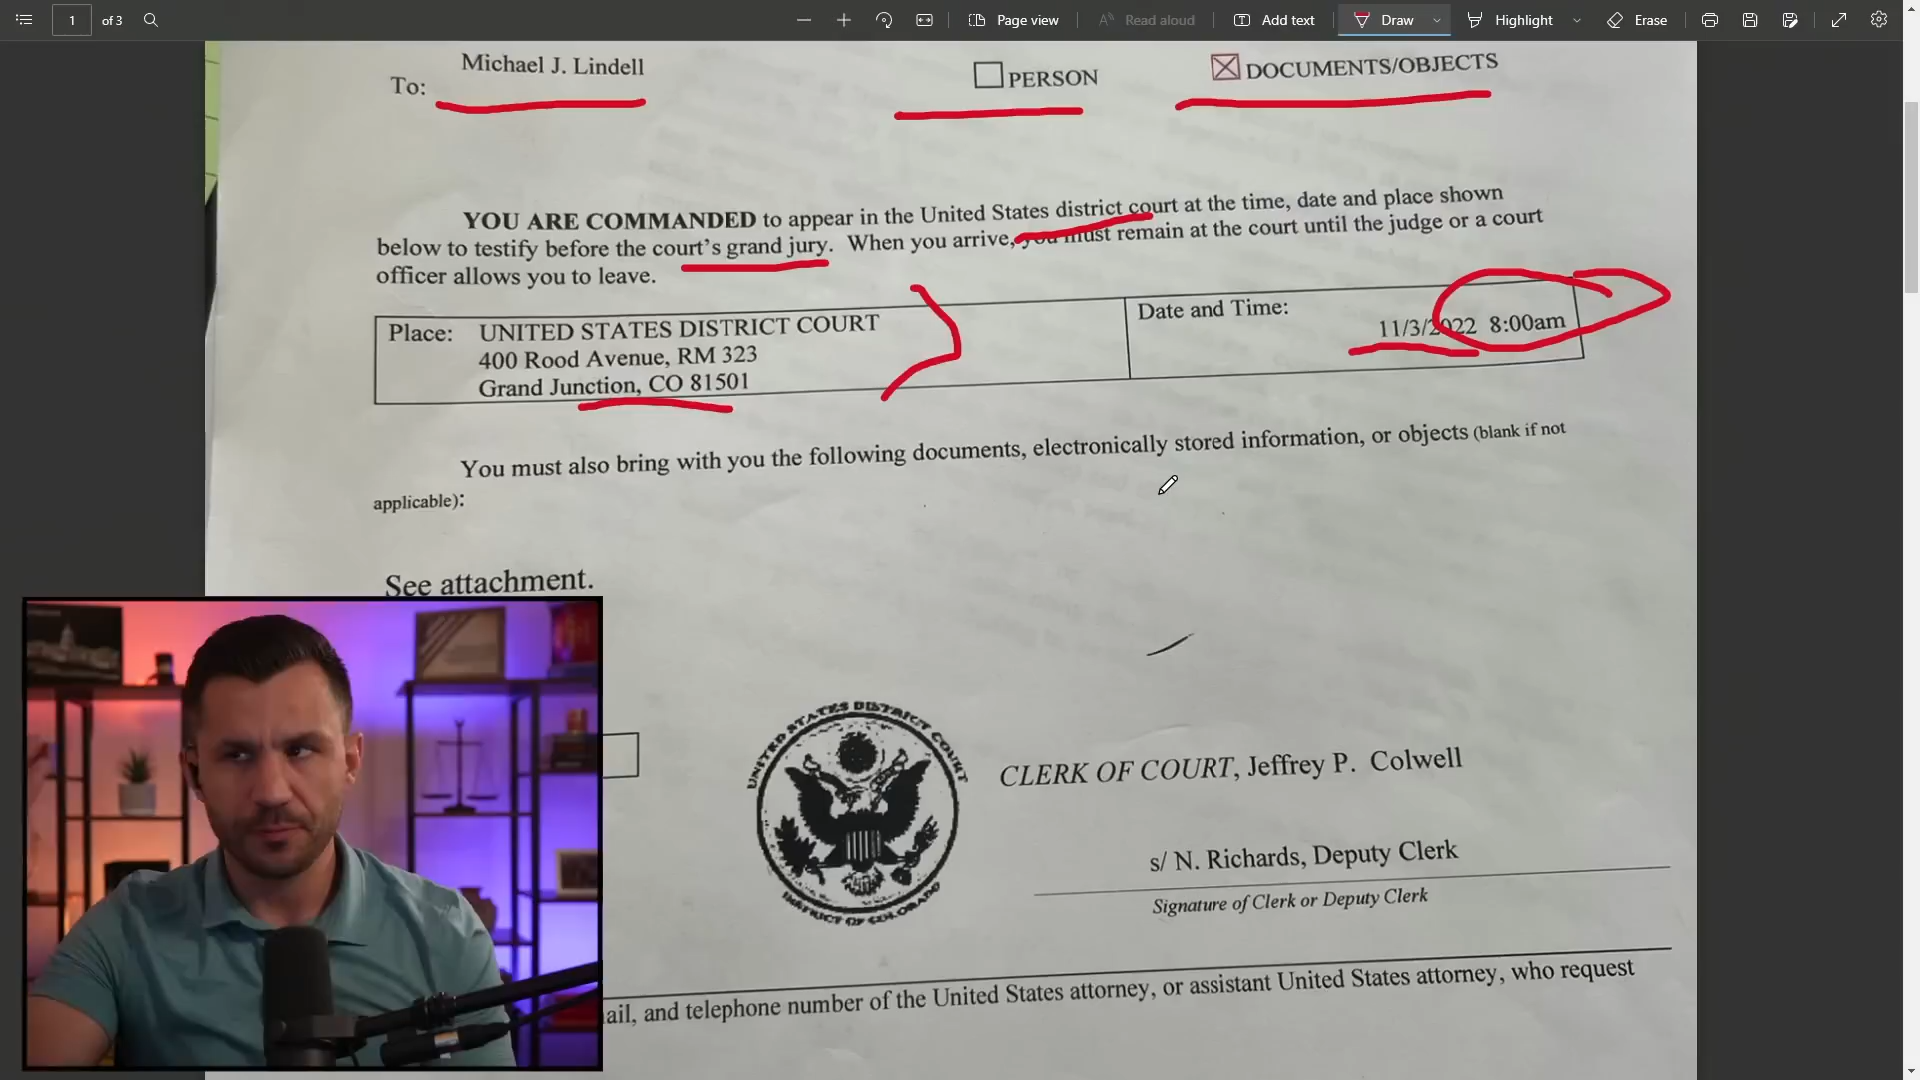 1 of 3 Page view Read aloud Add text Draw Highlight Erase
Michael J. Lindell
To: PERSON DOCUMENTS/OBJECTS
YOU ARE COMMANDED to appear in the United States district court at the time, date and place shown
below to testify before the court's grand jury. When you arrive, you must remain at the court until the judge or a court
officer allows you to leave.
Place: UNITED STATES DISTRICT COURT
400 Rood Avenue, RM 323
Grand Junction, CO 81501
Date and Time:
11/3/2022 8:00am
You must also bring with you the following documents, electronically stored information, or objects (blank if not
applicable):
See attachment.
UNITED STATES DISTRICT COURT
DISTRICT OF COLORADO
CLERK OF COURT, Jeffrey P. Colwell
s/ N. Richards, Deputy Clerk
Signature of Clerk or Deputy Clerk
ail, and telephone number of the United States attorney, or assistant United States attorney, who request